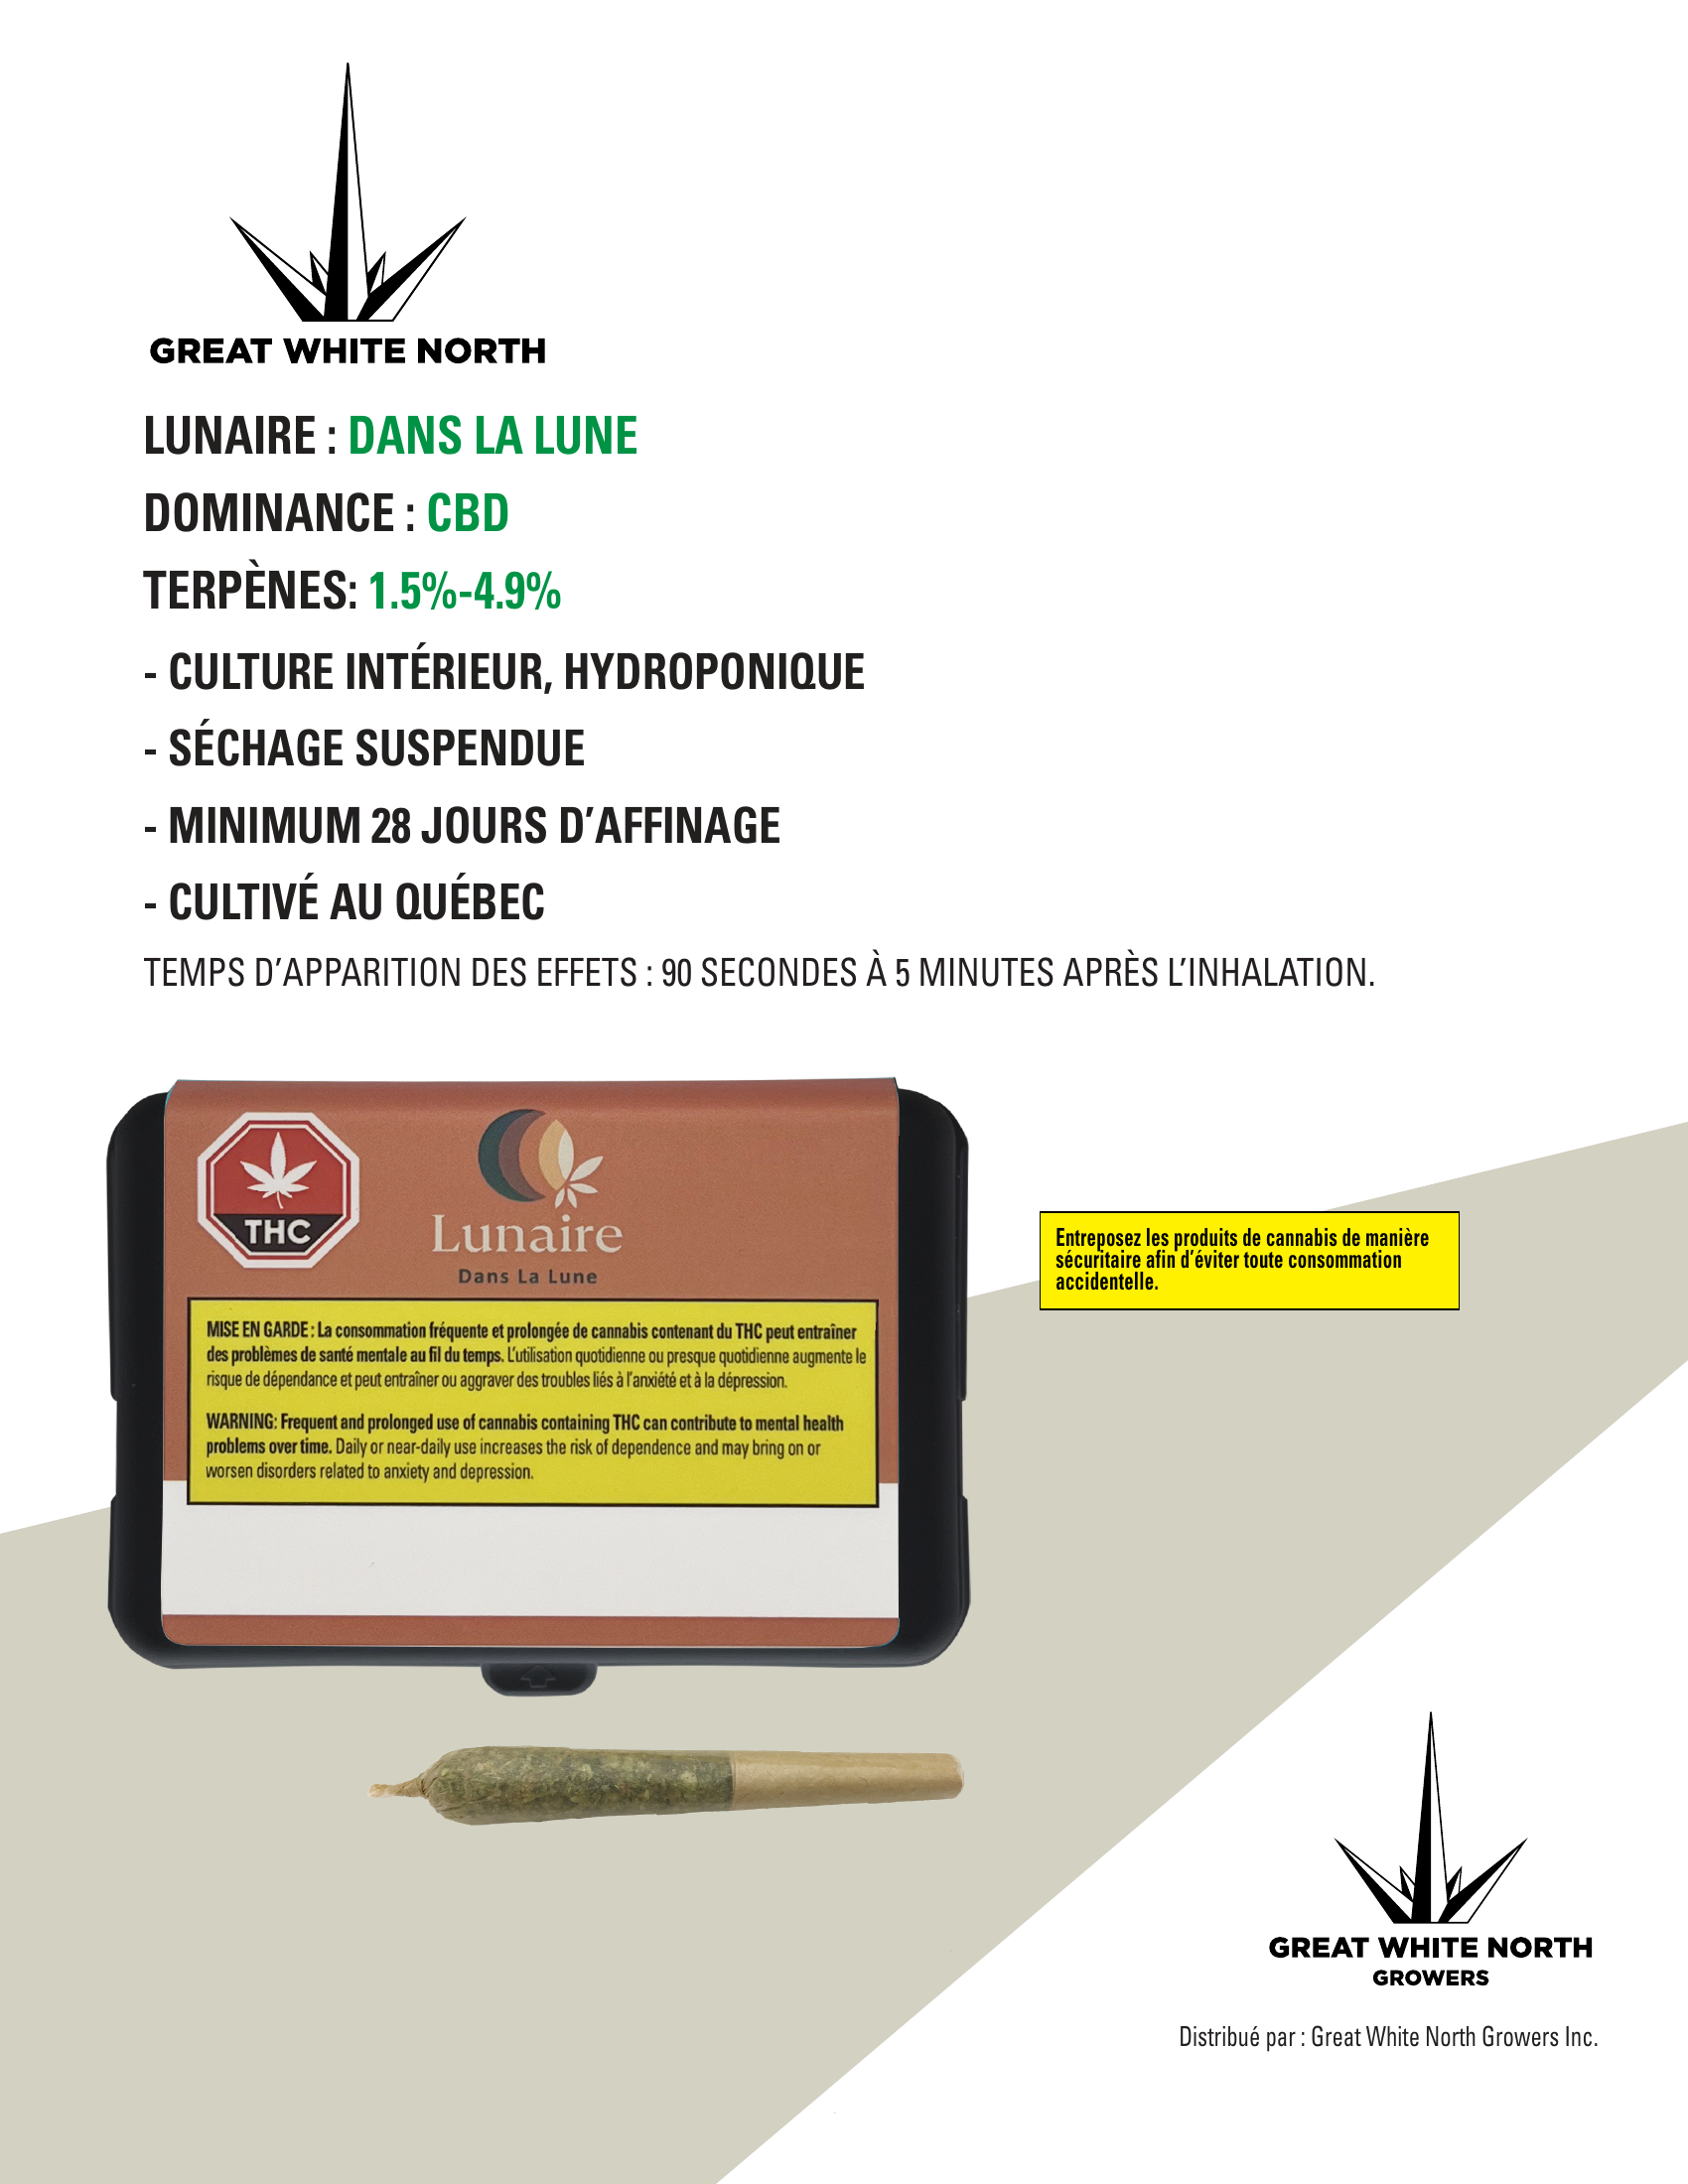 GREAT WHITE NORTH
LUNAIRE : DANS LA LUNE
DOMINANCE : CBD
TERPÈNES: 1.5%-4.9%
- CULTURE INTÉRIEUR, HYDROPONIQUE
- SÉCHAGE SUSPENDUE
- MINIMUM 28 JOURS D’AFFINAGE
- CULTIVÉ AU QUÉBEC
TEMPS D’APPARITION DES EFFETS : 90 SECONDES À 5 MINUTES APRÈS L’INHALATION.
THC
Lunaire
Dans La Lune
MISE EN GARDE : La consommation fréquente et prolongée de cannabis contenant du THC peut entraîner
des problèmes de santé mentale au fil du temps. L’utilisation quotidienne ou presque quotidienne augmente le
risque de dépendance et peut entraîner ou aggraver des troubles liés à l’anxiété et à la dépression.
WARNING: Frequent and prolonged use of cannabis containing THC can contribute to mental health
problems over time. Daily or near-daily use increases the risk of dependence and may bring on or
worsen disorders related to anxiety and depression.
Entreposez les produits de cannabis de manière
sécuritaire afin d’éviter toute consommation
accidentelle.
GREAT WHITE NORTH
GROWERS
Distribué par : Great White North Growers Inc.